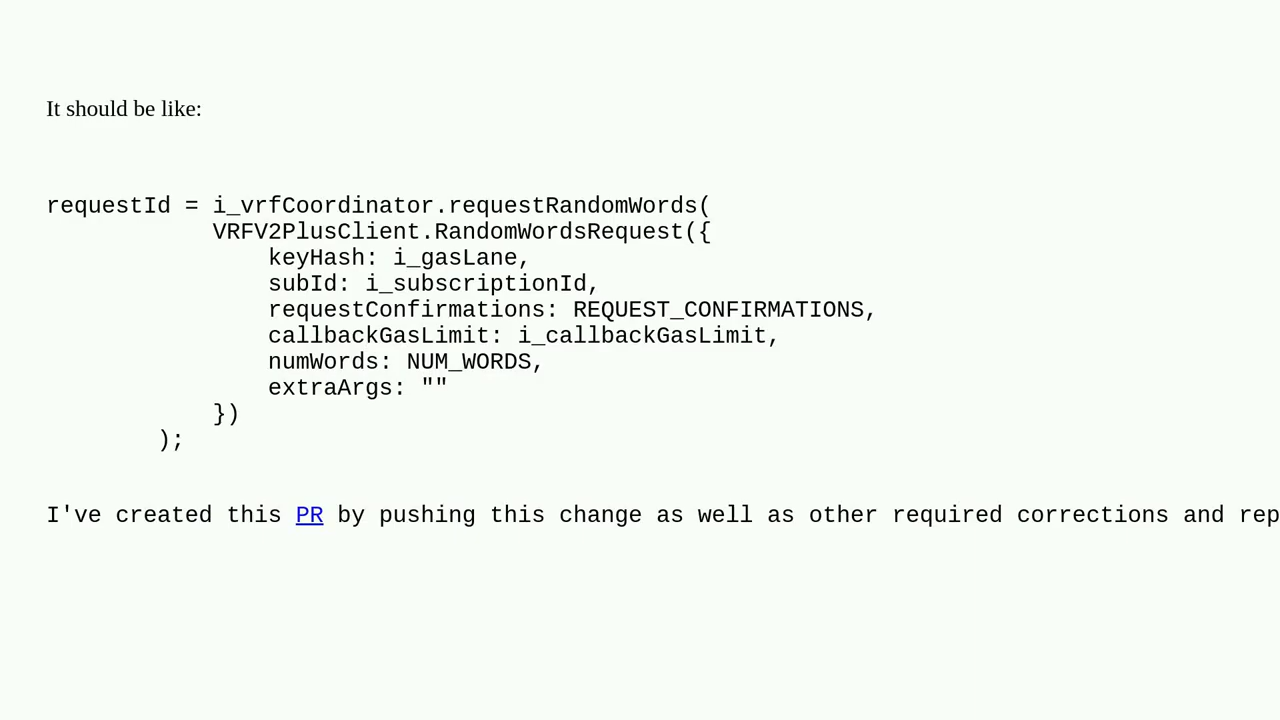 It should be like:
requestId = i_vrfCoordinator.requestRandomWords(
            VRFV2PlusClient.RandomWordsRequest({
                keyHash: i_gasLane,
                subId: i_subscriptionId,
                requestConfirmations: REQUEST_CONFIRMATIONS,
                callbackGasLimit: i_callbackGasLimit,
                numWords: NUM_WORDS,
                extraArgs: ""
            })
        );
I've created this PR by pushing this change as well as other required corrections and